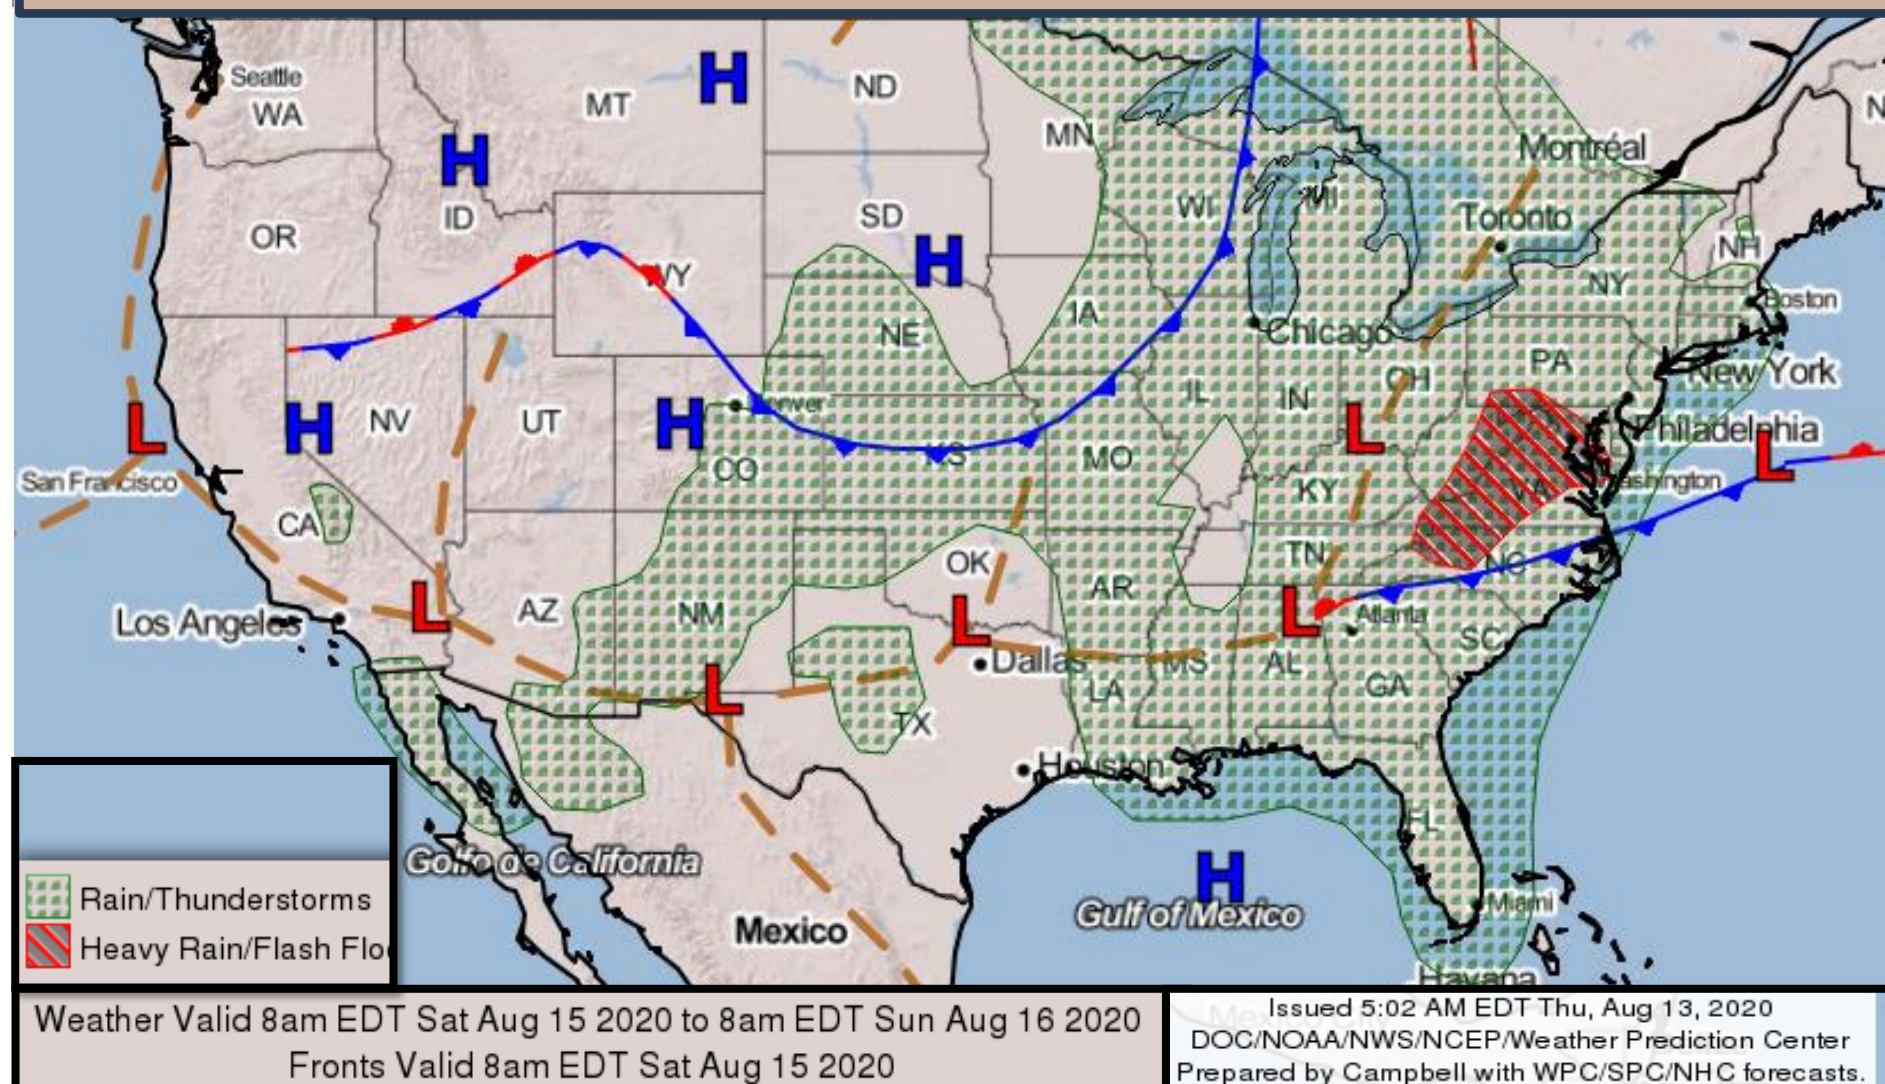 H
ND
Seattle
MT
WA
MN
H
Montréal
H
WI
MI
OR
ID
SD
Toronto
NH
H
WY
NY
Boston
IA
NE
Chicago
PA
New York
OH
IL
IN
Denver
L
H
NV
UT
H
L
Philadelphia
KS
CO
MO
L
San Francisco
KY
VA
Washington
CA
TN
NC
OK
AR
L
AZ
NM
L
L
Atlanta
Los Angeles
SC
Dallas
MS
AL
L
LA
GA
TX
Houston
FL
Golfo de California
H
Miami
Gulf of Mexico
Mexico
Havana
Rain/Thunderstorms
Heavy Rain/Flash Flo
Weather Valid 8am EDT Sat Aug 15 2020 to 8am EDT Sun Aug 16 2020
Fronts Valid 8am EDT Sat Aug 15 2020
Issued 5:02 AM EDT Thu, Aug 13, 2020
Mexico City
DOC/NOAA/NWS/NCEP/Weather Prediction Center
Prepared by Campbell with WPC/SPC/NHC forecasts.